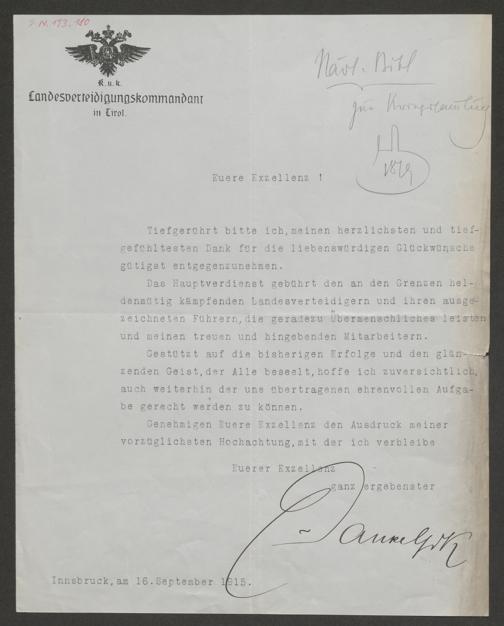 S.N. 193.180
K.u.k.
Landesverteidigungskommandant
in Tirol.
Euere Exzellenz !
Tiefgerührt bitte ich,meinen herzlichsten und tief-
gefühltesten Dank für die liebenswürdigen Glückwünsche
gütigst entgegenzunehmen.
Das Hauptverdienst gebührt den an den Grenzen hel-
denmütig kämpfenden Landesverteidigern und ihren ausge-
zeichneten Führern,die geradezu Übermenschliches leisten
und meinen treuen und hingebenden Mitarbeitern.
Gestützt auf die bisherigen Erfolge und den glän-
zenden Geist,der Alle beseelt,hoffe ich zuversichtlich,
auch weiterhin der uns übertragenen ehrenvollen Aufga-
be gerecht werden zu können.
Genehmigen Euere Exzellenz den Ausdruck meiner
vorzüglichsten Hochachtung,mit der ich verbleibe
Euerer Exzellenz
ganz ergebenster
Dankl GdK
Innsbruck,am 16.September 1915.